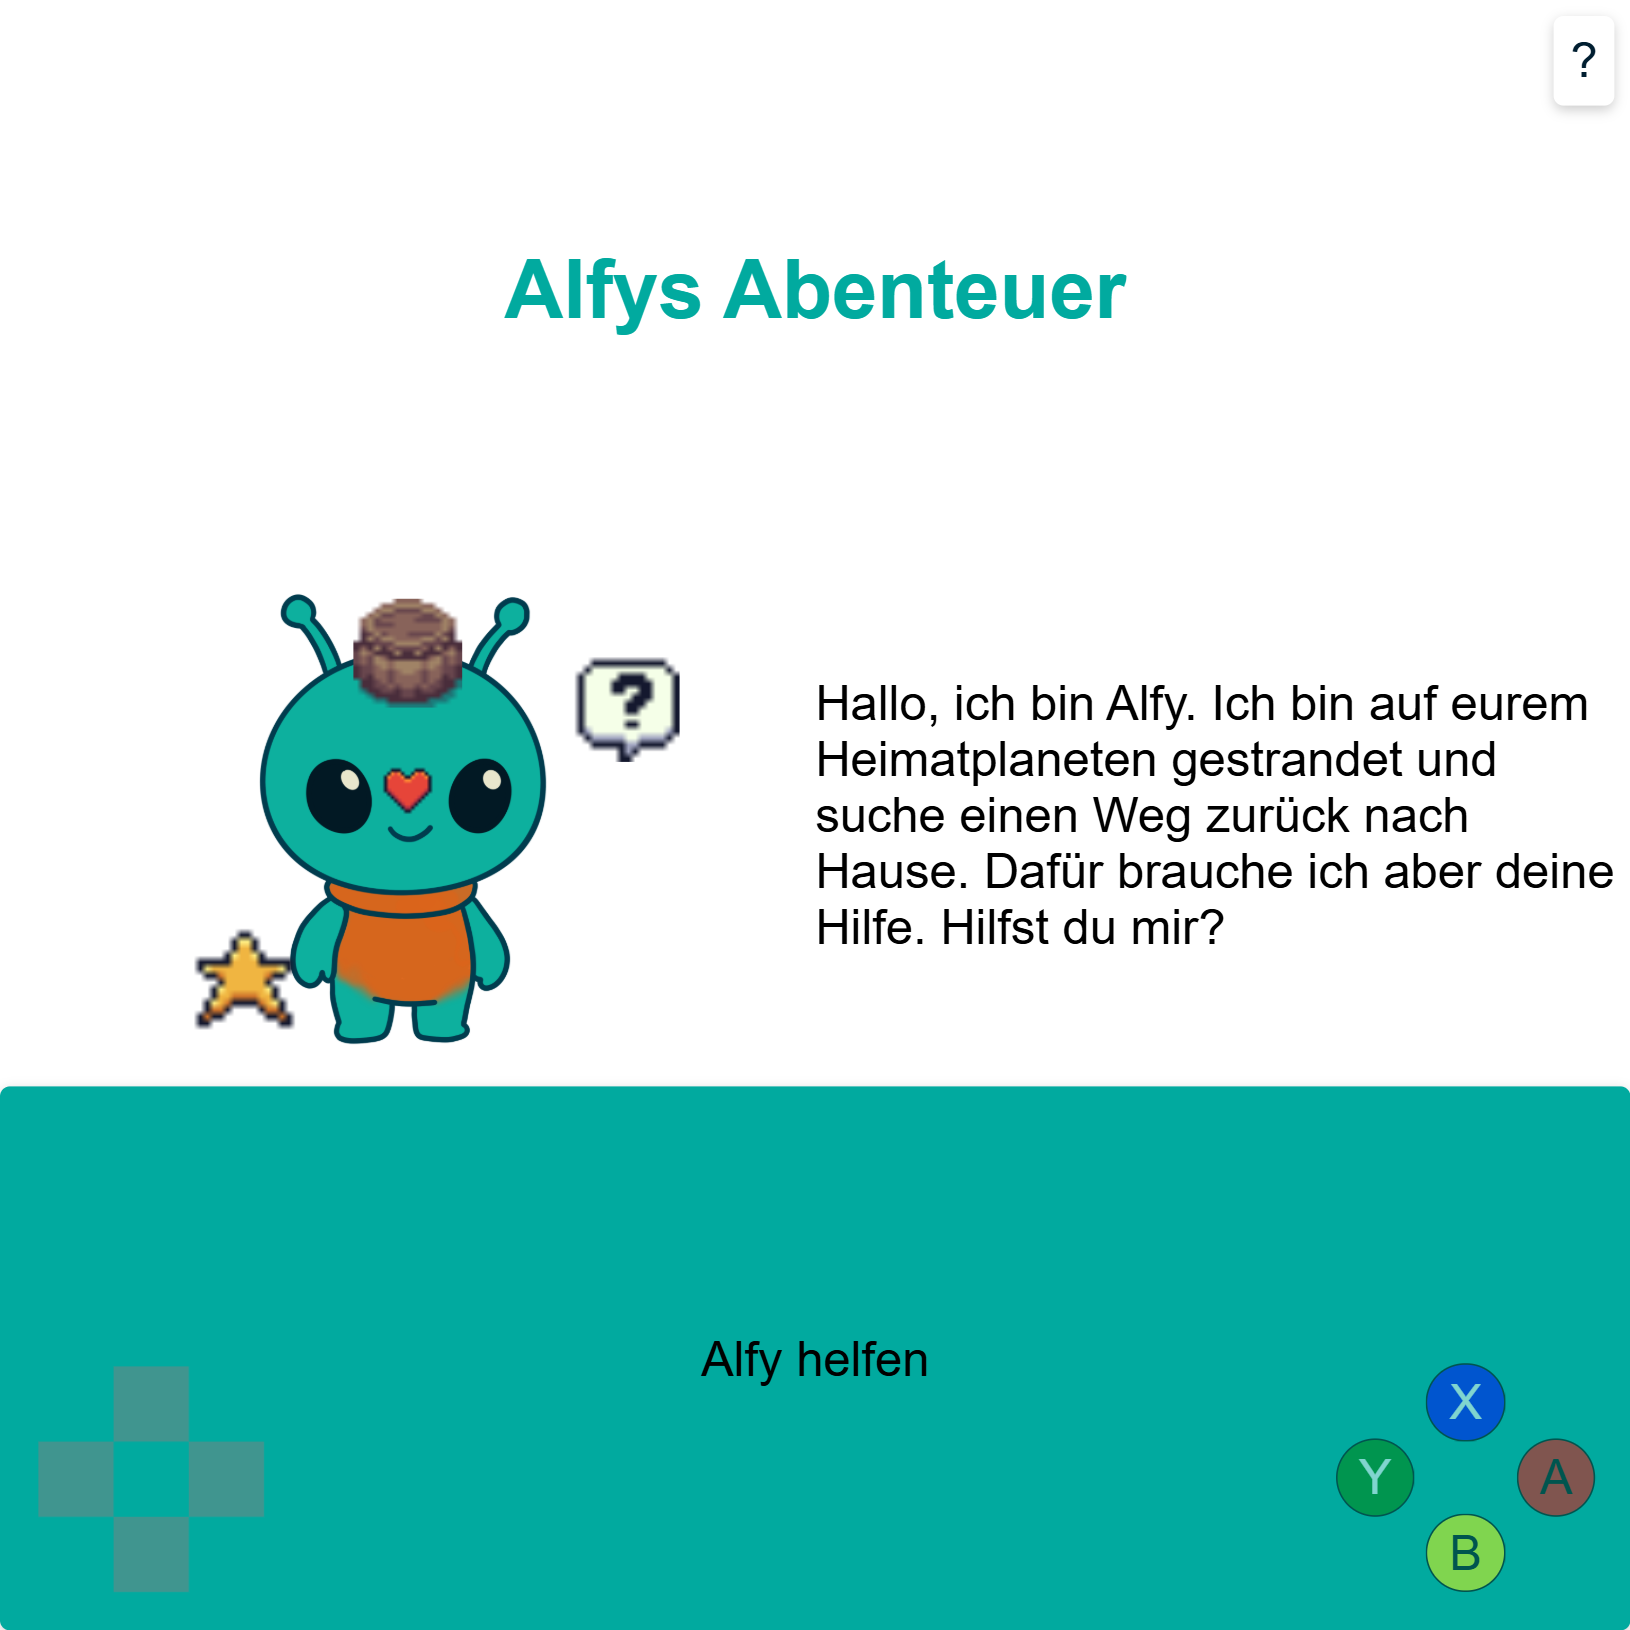 ?
Alfys Abenteuer
?
Hallo, ich bin Alfy. Ich bin auf eurem
Heimatplaneten gestrandet und
suche einen Weg zurück nach
Hause. Dafür brauche ich aber deine
Hilfe. Hilfst du mir?
Alfy helfen
X
Y
A
B